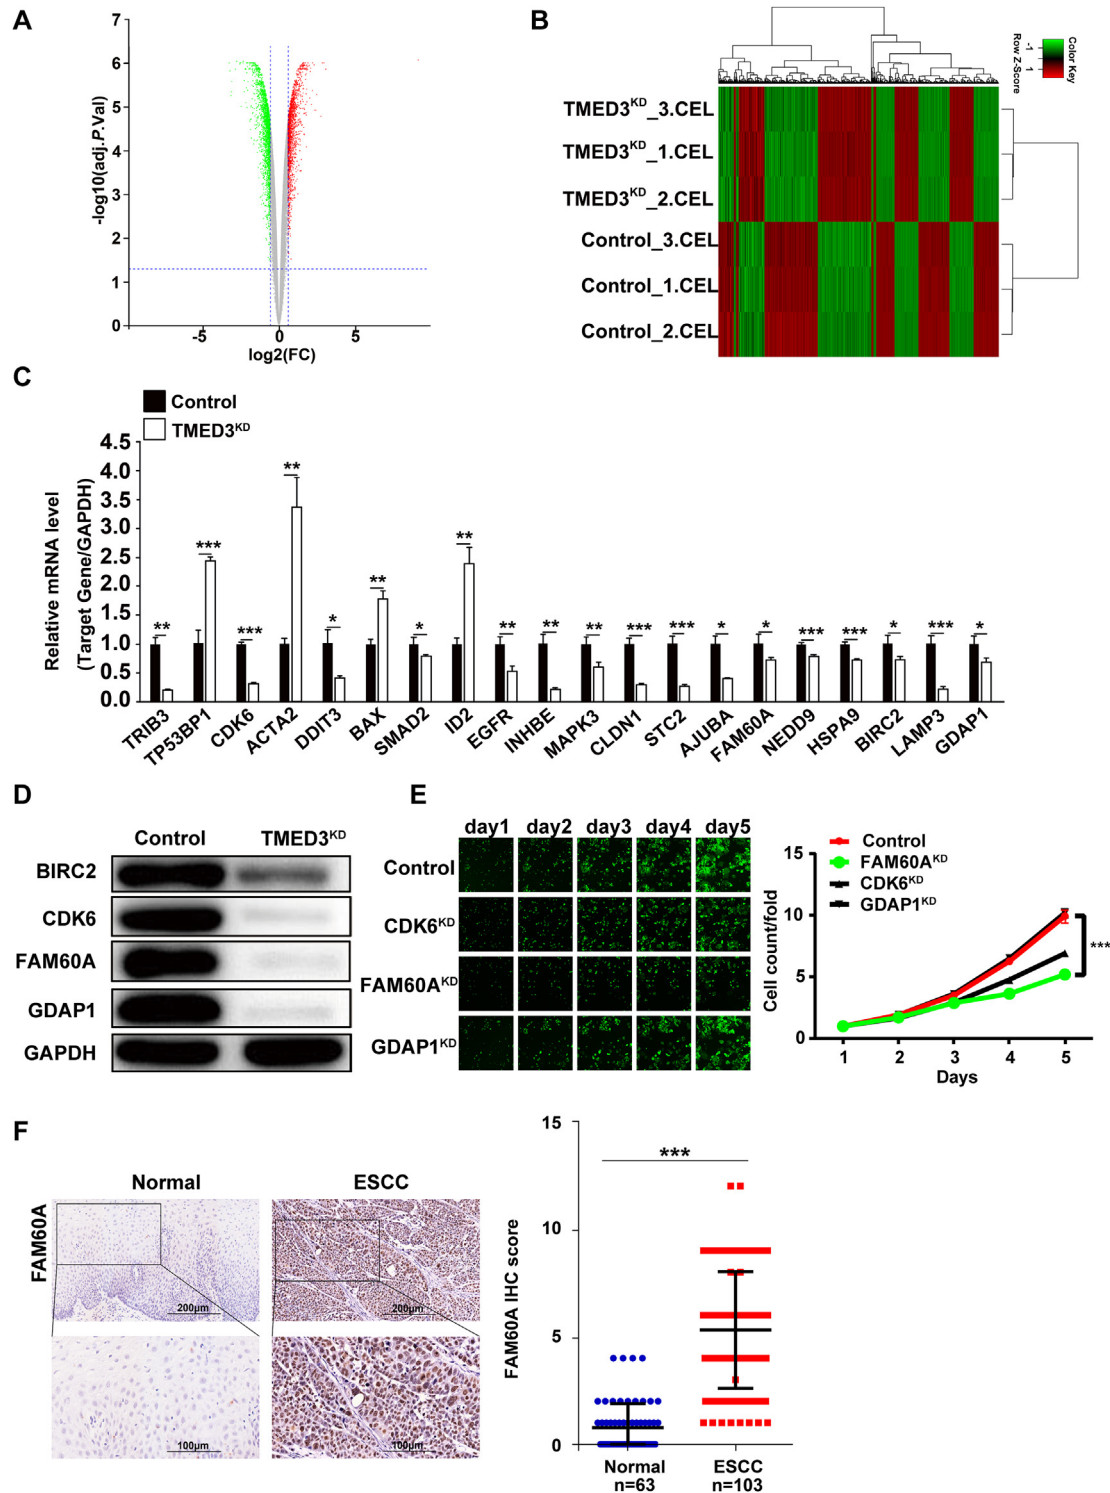 A
7
6
5
4
3
2
1
0
-log10(adj.P.Val)
-5
0
5
log2(FC)
B
Color Key
-1
1
Row Z-Score
TMED3KD_3.CEL
TMED3KD_1.CEL
TMED3KD_2.CEL
Control_3.CEL
Control_1.CEL
Control_2.CEL
C
Control
TMED3KD
Relative mRNA level
(Target Gene/GAPDH)
4.5
4.0
3.5
3.0
2.5
2.0
1.5
1.0
0.5
0.0
** *** *** ** * ** * ** ** ** ** *** *** * * *** *** * *** *
TRIB3 TP53BP1 CDK6 ACTA2 DDIT3 BAX SMAD2 ID2 EGFR INHBE MAPK3 CLDN1 STC2 AJUBA FAM60A NEDD9 HSPA9 BIRC2 LAMP3 GDAP1
D
Control TMED3KD
BIRC2
CDK6
FAM60A
GDAP1
GAPDH
E
day1 day2 day3 day4 day5
Control
CDK6KD
FAM60AKD
GDAP1KD
Control
FAM60AKD
CDK6KD
GDAP1KD
Cell count/fold
15
10
5
0
***
1 2 3 4 5
Days
F
Normal ESCC
FAM60A
200μm 200μm
100μm 100μm
FAM60A IHC score
15
10
5
0
***
Normal ESCC
n=63 n=103